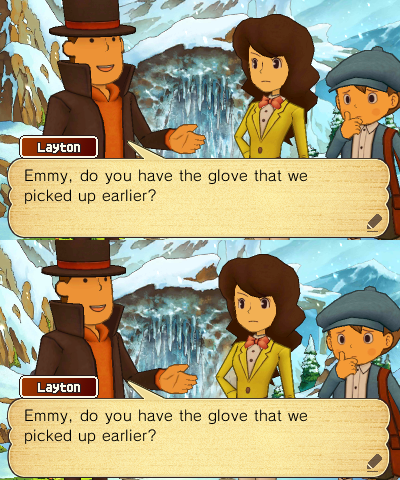 Layton
Emmy, do you have the glove that we
picked up earlier?
Layton
Emmy, do you have the glove that we
picked up earlier?